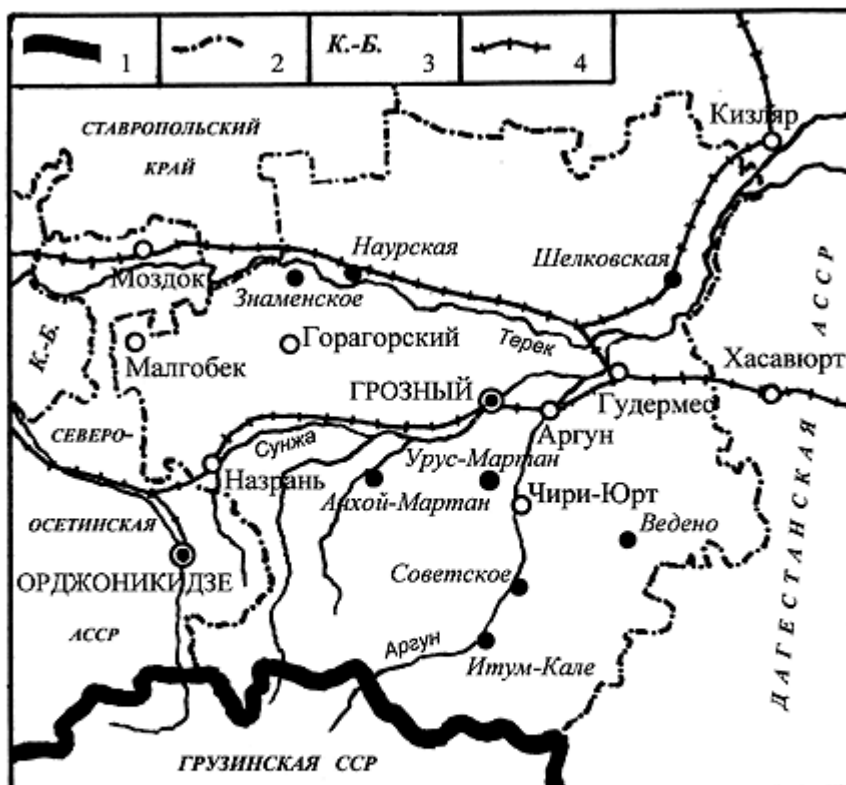 1
2
К.-Б.
3
4
СТАВРОПОЛЬСКИЙ
КРАЙ
Кизляр
Моздок
Наурская
Знаменское
Шелковская
К.-Б.
Малгобек
Горагорский
Терек
АССР
Хасавюрт
ГРОЗНЫЙ
Гудермес
СЕВЕРО-
Сунжа
Аргун
Назрань
Урус-Мартан
Ачхой-Мартан
Чири-Юрт
Ведено
ОСЕТИНСКАЯ
ОРДЖОНИКИДЗЕ
Советское
АССР
Аргун
Итум-Кале
ДАГЕСТАНСКАЯ
ГРУЗИНСКАЯ ССР